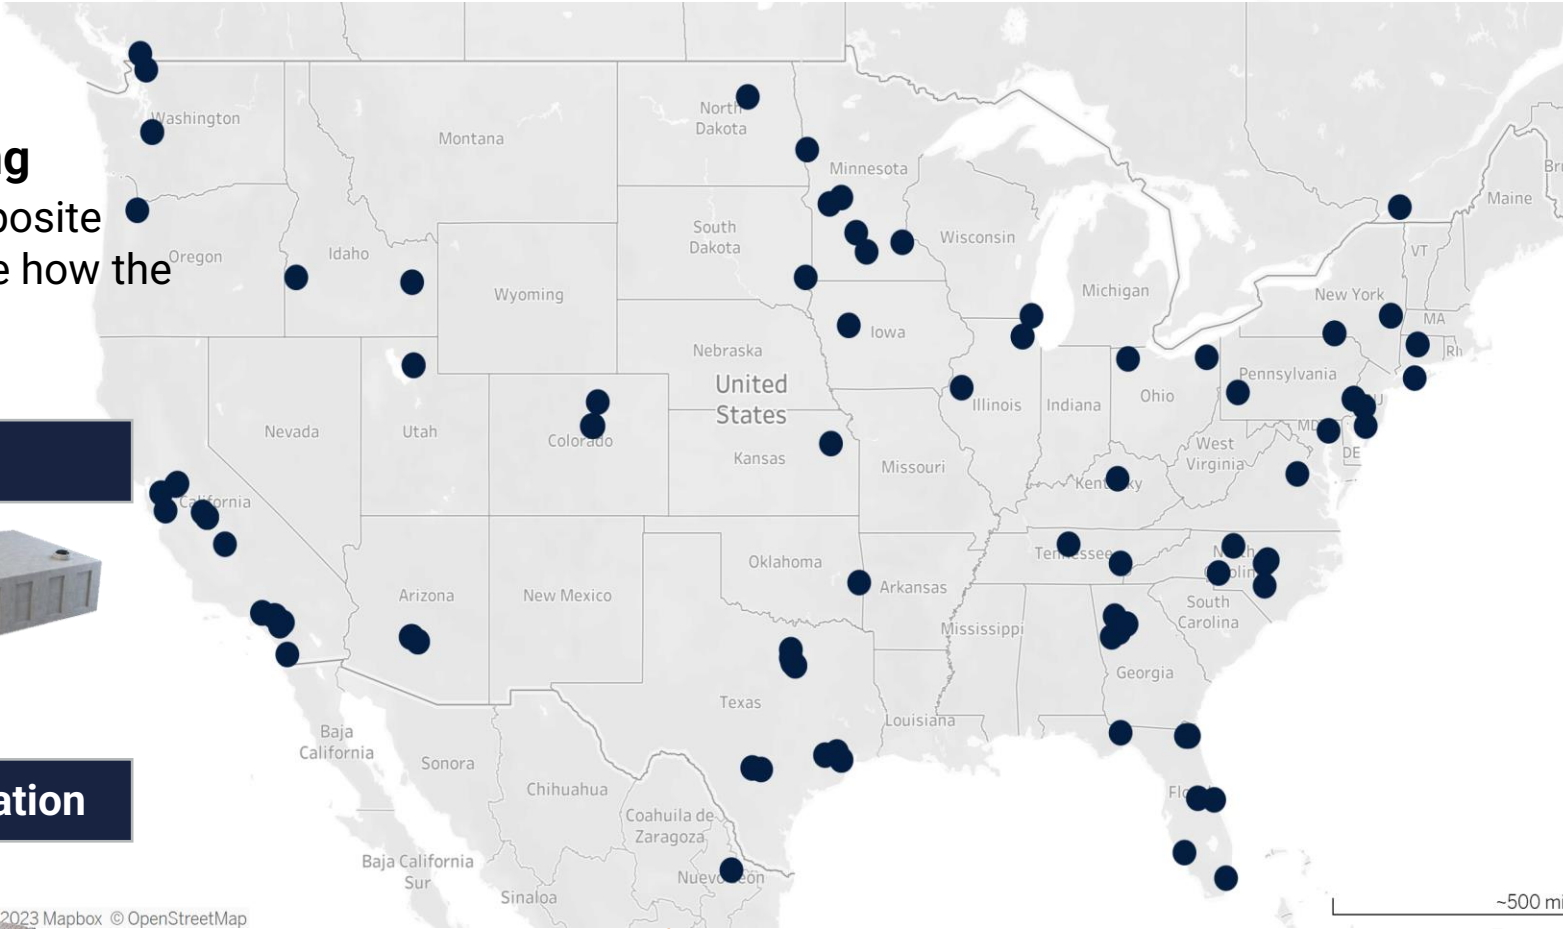 ng
posite
e how the
ation
Washington
Montana
North
Dakota
Minnesota
Oregon
Idaho
South
Dakota
Wisconsin
Wyoming
Michigan
New York
VT
Maine
Br
MA
Rh
Iowa
Nebraska
United
States
Pennsylvania
Nevada
Utah
Colorado
Kansas
Illinois
Indiana
Ohio
MD
DE
West
Virginia
Missouri
California
Oklahoma
Arkansas
Arizona
New Mexico
Mississippi
South
Carolina
Georgia
Texas
Louisiana
Baja
California
Sonora
Chihuahua
Coahuila de
Zaragoza
Baja California
Sur
Sinaloa
2023 Mapbox © OpenStreetMap
~500 mi